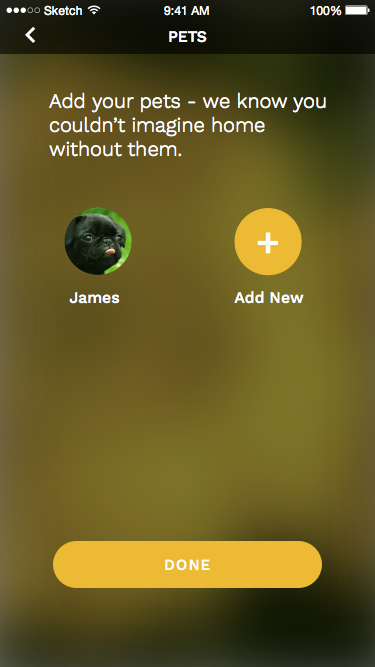 Sketch 9:41 AM 100%
PETS
Add your pets - we know you
couldn’t imagine home
without them.
James Add New
DONE